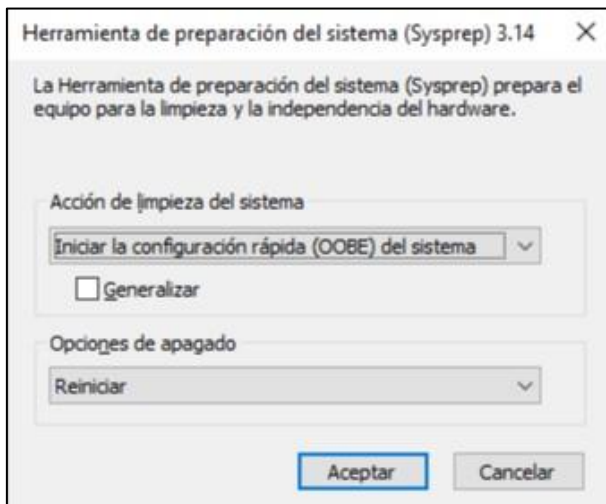 Herramienta de preparación del sistema (Sysprep) 3.14
La Herramienta de preparación del sistema (Sysprep) prepara el
equipo para la limpieza y la independencia del hardware.
Acción de limpieza del sistema
Iniciar la configuración rápida (OOBE) del sistema
Generalizar
Opciones de apagado
Reiniciar
Aceptar Cancelar